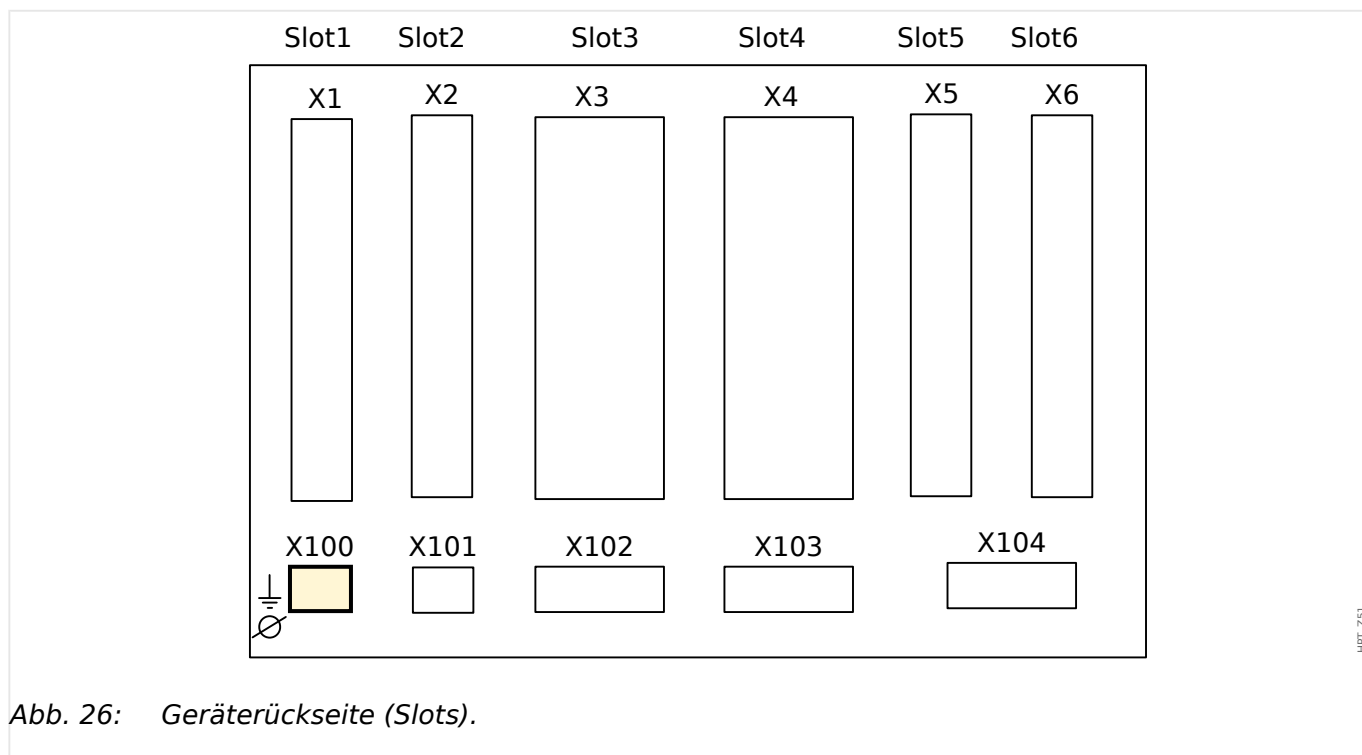 Slot1 Slot2 Slot3 Slot4 Slot5 Slot6
X1 X2 X3 X4 X5 X6
X100 X101 X102 X103 X104
Abb. 26: Geräterückseite (Slots).